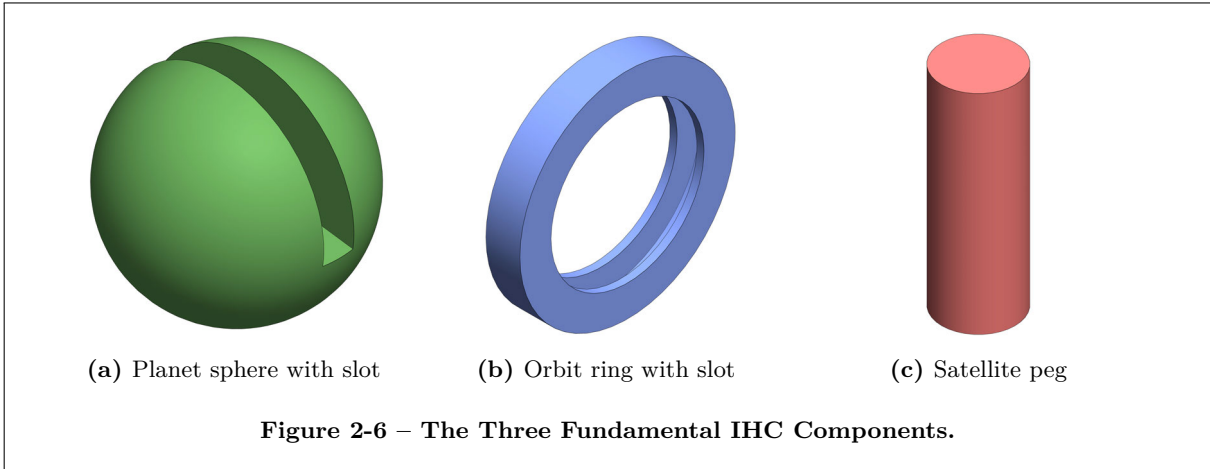 (a) Planet sphere with slot (b) Orbit ring with slot (c) Satellite peg
Figure 2-6 – The Three Fundamental IHC Components.